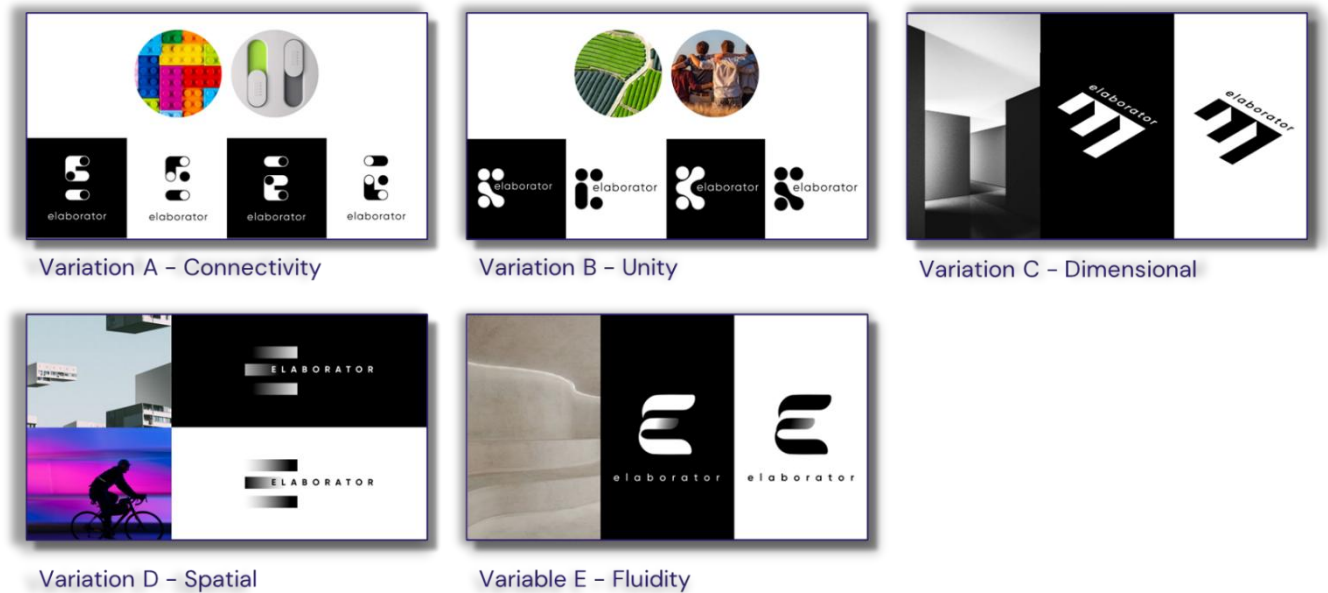 elaborator
elaborator
elaborator
elaborator
Variation A - Connectivity
elaborator
elaborator
elaborator
elaborator
Variation B - Unity
elaborator
elaborator
Variation C - Dimensional
ELABORATOR
ELABORATOR
Variation D - Spatial
elaborator
elaborator
Variable E - Fluidity